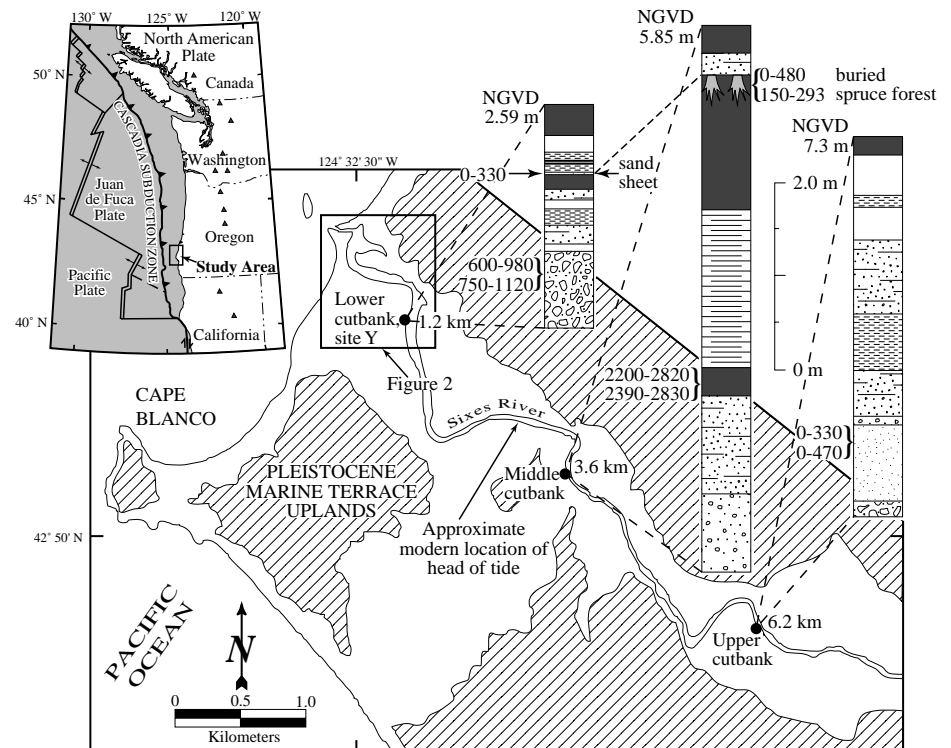 130° W
125° W
120° W
North American
Plate
50° N
Canada
CASCADIA SUBDUCTION ZONE
Washington
45° N
Juan
de Fuca
Plate
Oregon
Study Area
Pacific
Plate
40° N
California
124° 32' 30" W
NGVD
2.59 m
0-330
sand
sheet
600-980
750-1120
NGVD
5.85 m
0-480
150-293
buried
spruce forest
2200-2820
2390-2830
NGVD
7.3 m
2.0 m
0 m
0-330
0-470
Lower
cutbank,
site Y
1.2 km
Figure 2
CAPE
BLANCO
Sixes River
PLEISTOCENE
MARINE TERRACE
UPLANDS
Middle
cutbank
3.6 km
Approximate
modern location of
head of tide
42° 50' N
PACIFIC
OCEAN
N
Upper
cutbank
6.2 km
0 0.5 1.0
Kilometers